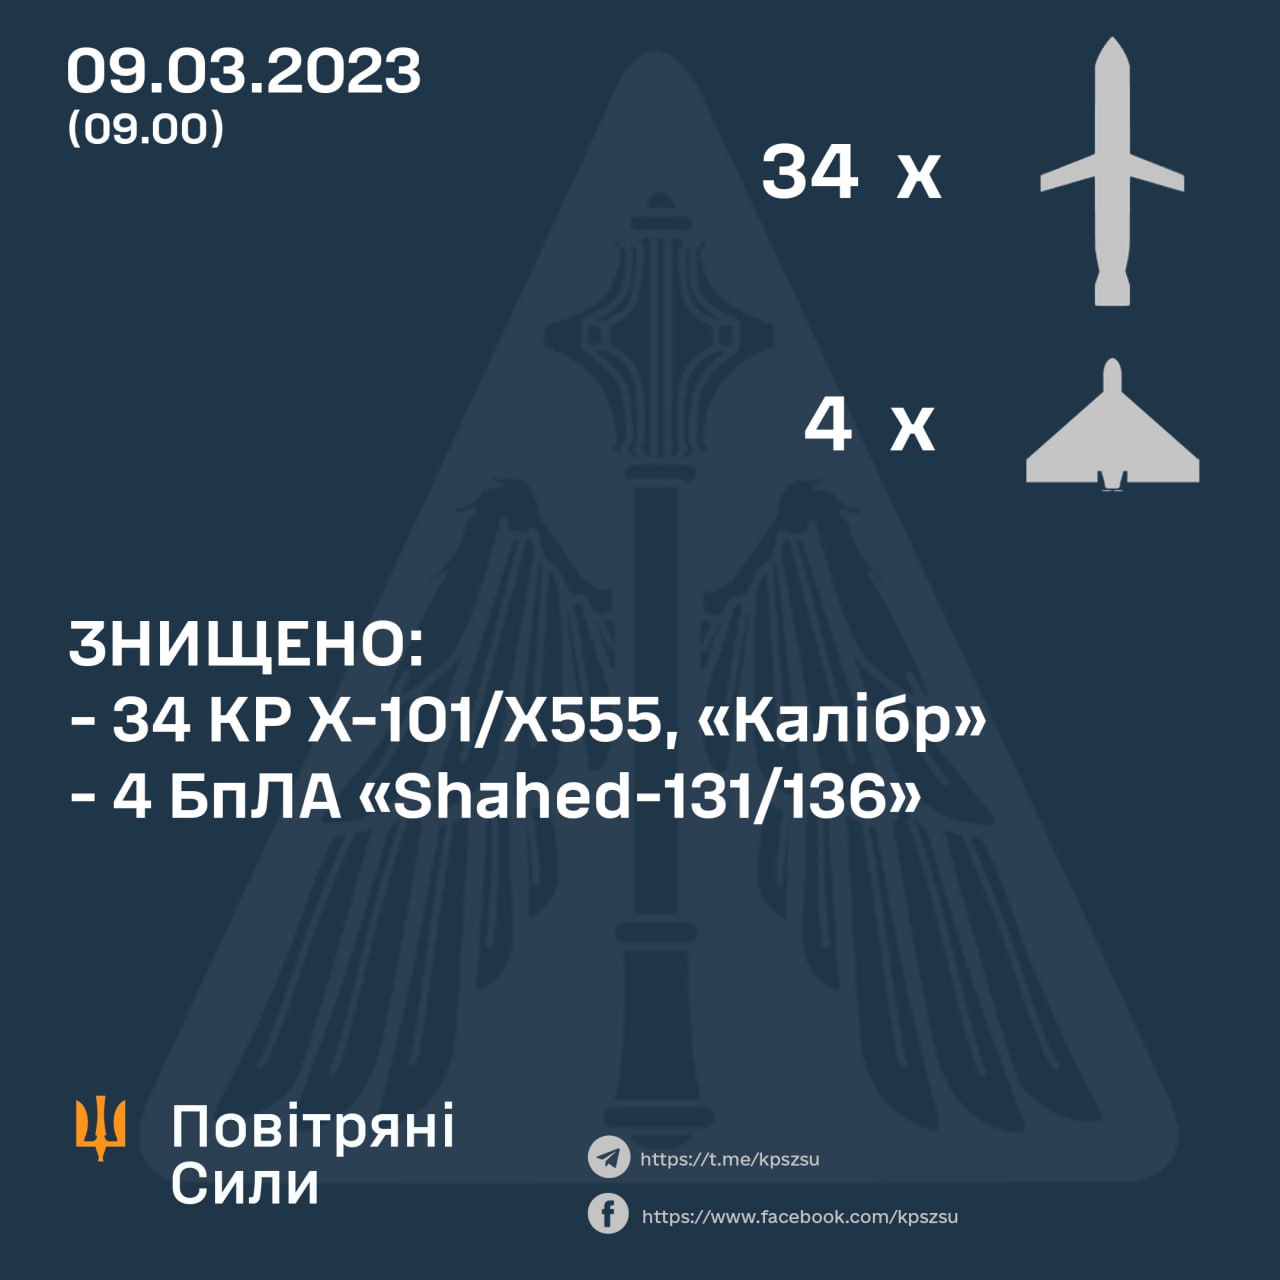 09.03.2023
(09.00)
34 x
4 x
ЗНИЩЕНО:
- 34 КР Х-101/Х555, «Калібр»
- 4 БпЛА «Shahed-131/136»
Повітряні
Сили
https://t.me/kpszsu
https://www.facebook.com/kpszsu